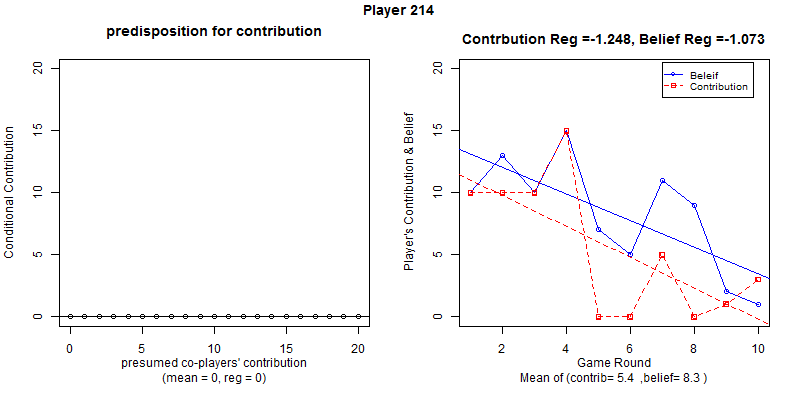 Player 214
predisposition for contribution
Conditional Contribution
20
15
10
5
0
0 5 10 15 20
presumed co-players' contribution
(mean = 0, reg = 0)
Contrbution Reg =-1.248, Belief Reg =-1.073
Player's Contribution & Belief
20
15
10
5
0
Beleif
Contribution
2 4 6 8 10
Game Round
Mean of (contrib= 5.4 ,belief= 8.3 )